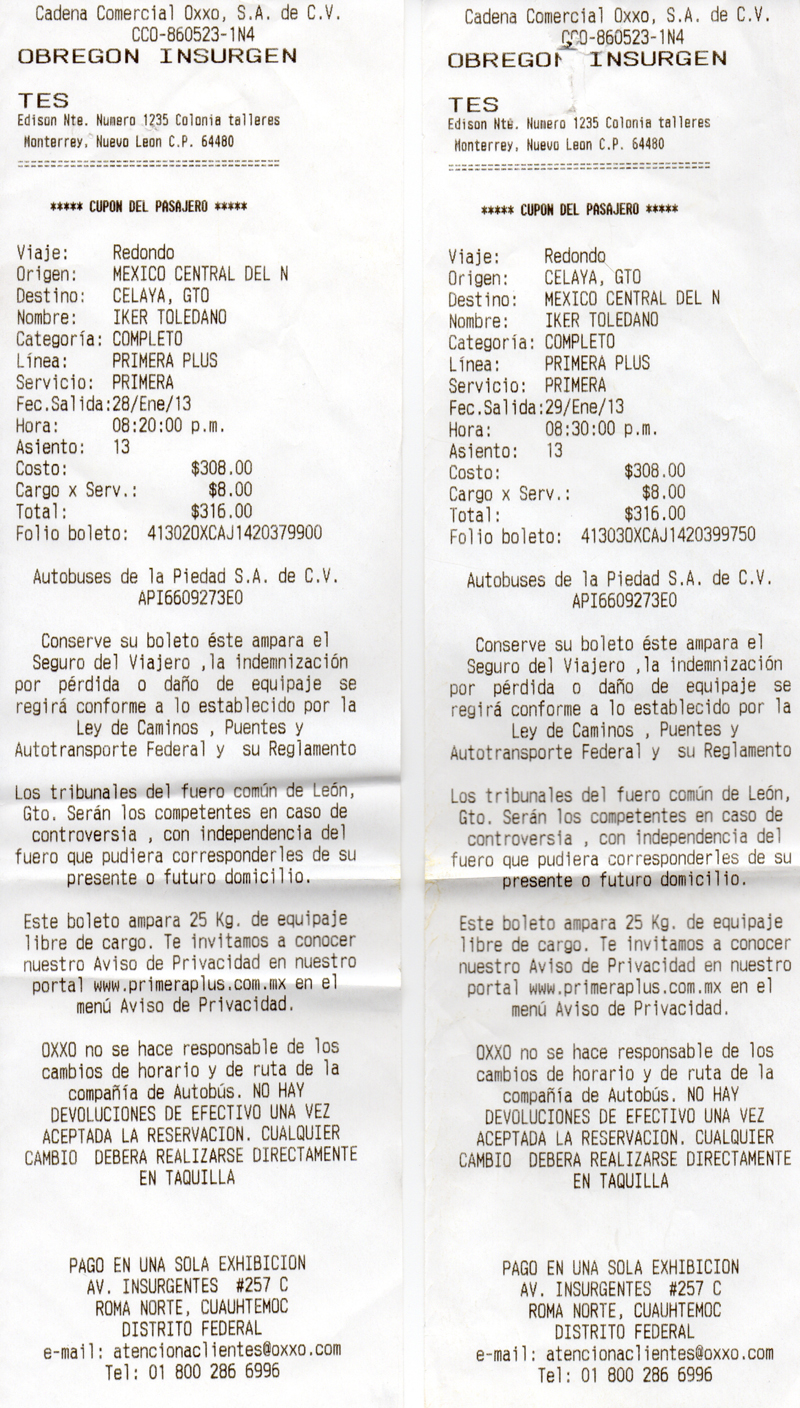 Cadena Comercial Oxxo, S.A. de C.V.
CCO-860523-1N4
OBREGON INSURGEN
TES
Edison Nte. Numero 1235 Colonia talleres
Monterrey, Nuevo Leon C.P. 64480
========================================
***** CUPON DEL PASAJERO *****
Viaje: Redondo
Origen: MEXICO CENTRAL DEL N
Destino: CELAYA, GTO
Nombre: IKER TOLEDANO
Categoría: COMPLETO
Línea: PRIMERA PLUS
Servicio: PRIMERA
Fec.Salida:28/Ene/13
Hora: 08:20:00 p.m.
Asiento: 13
Costo: $308.00
Cargo x Serv.: $8.00
Total: $316.00
Folio boleto: 413020XCAJ1420379900
Autobuses de la Piedad S.A. de C.V.
API6609273E0
Conserve su boleto éste ampara el
Seguro del Viajero ,la indemnización
por pérdida o daño de equipaje se
regirá conforme a lo establecido por la
Ley de Caminos , Puentes y
Autotransporte Federal y su Reglamento
Los tribunales del fuero común de León,
Gto. Serán los competentes en caso de
controversia , con independencia del
fuero que pudiera corresponderles de su
presente o futuro domicilio.
Este boleto ampara 25 Kg. de equipaje
libre de cargo. Te invitamos a conocer
nuestro Aviso de Privacidad en nuestro
portal www.primeraplus.com.mx en el
menú Aviso de Privacidad.
OXXO no se hace responsable de los
cambios de horario y de ruta de la
compañía de Autobús. NO HAY
DEVOLUCIONES DE EFECTIVO UNA VEZ
ACEPTADA LA RESERVACION. CUALQUIER
CAMBIO DEBERA REALIZARSE DIRECTAMENTE
EN TAQUILLA
PAGO EN UNA SOLA EXHIBICION
AV. INSURGENTES #257 C
ROMA NORTE, CUAUHTEMOC
DISTRITO FEDERAL
e-mail: atencionaclientes@oxxo.com
Tel: 01 800 286 6996
Cadena Comercial Oxxo, S.A. de C.V.
CCO-860523-1N4
OBREGON INSURGEN
TES
Edison Nte. Numero 1235 Colonia talleres
Monterrey, Nuevo Leon C.P. 64480
========================================
***** CUPON DEL PASAJERO *****
Viaje: Redondo
Origen: CELAYA, GTO
Destino: MEXICO CENTRAL DEL N
Nombre: IKER TOLEDANO
Categoría: COMPLETO
Línea: PRIMERA PLUS
Servicio: PRIMERA
Fec.Salida:29/Ene/13
Hora: 08:30:00 p.m.
Asiento: 13
Costo: $308.00
Cargo x Serv.: $8.00
Total: $316.00
Folio boleto: 413030XCAJ1420399750
Autobuses de la Piedad S.A. de C.V.
API6609273E0
Conserve su boleto éste ampara el
Seguro del Viajero ,la indemnización
por pérdida o daño de equipaje se
regirá conforme a lo establecido por la
Ley de Caminos , Puentes y
Autotransporte Federal y su Reglamento
Los tribunales del fuero común de León,
Gto. Serán los competentes en caso de
controversia , con independencia del
fuero que pudiera corresponderles de su
presente o futuro domicilio.
Este boleto ampara 25 Kg. de equipaje
libre de cargo. Te invitamos a conocer
nuestro Aviso de Privacidad en nuestro
portal www.primeraplus.com.mx en el
menú Aviso de Privacidad.
OXXO no se hace responsable de los
cambios de horario y de ruta de la
compañía de Autobús. NO HAY
DEVOLUCIONES DE EFECTIVO UNA VEZ
ACEPTADA LA RESERVACION. CUALQUIER
CAMBIO DEBERA REALIZARSE DIRECTAMENTE
EN TAQUILLA
PAGO EN UNA SOLA EXHIBICION
AV. INSURGENTES #257 C
ROMA NORTE, CUAUHTEMOC
DISTRITO FEDERAL
e-mail: atencionaclientes@oxxo.com
Tel: 01 800 286 6996